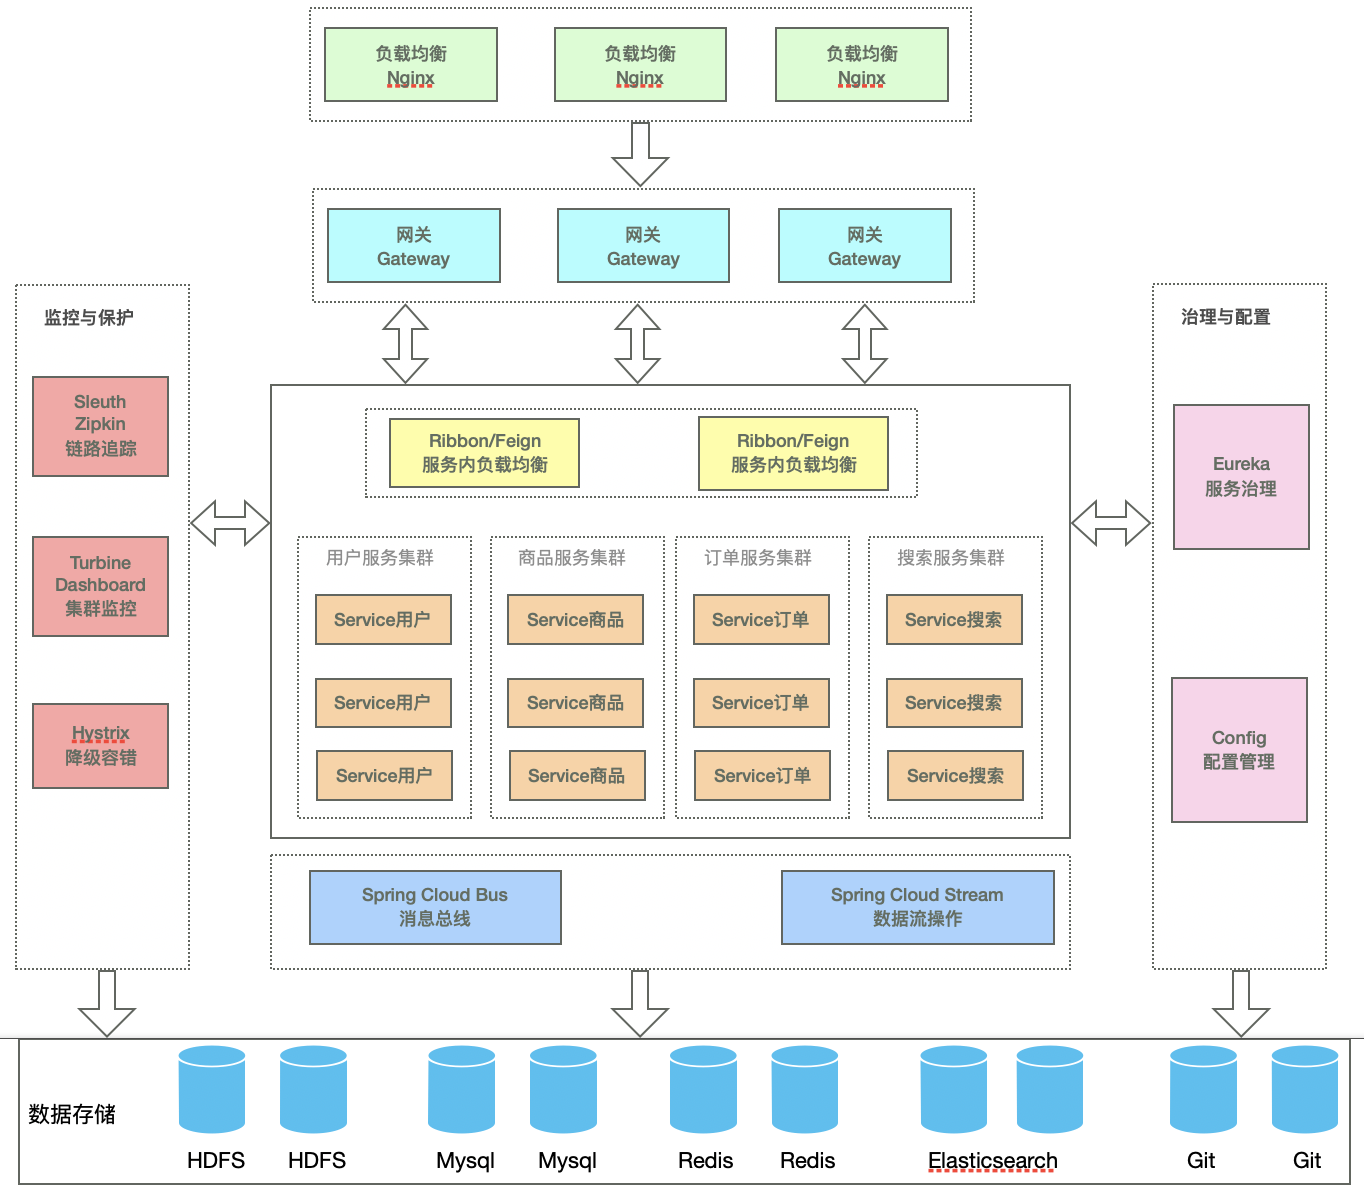 负载均衡
Nginx
负载均衡
Nginx
负载均衡
Nginx
网关
Gateway
网关
Gateway
网关
Gateway
监控与保护
Sleuth
Zipkin
链路追踪
Turbine
Dashboard
集群监控
Hystrix
降级容错
Ribbon/Feign
服务内负载均衡
Ribbon/Feign
服务内负载均衡
用户服务集群
Service用户
Service用户
Service用户
商品服务集群
Service商品
Service商品
Service商品
订单服务集群
Service订单
Service订单
Service订单
搜索服务集群
Service搜索
Service搜索
Service搜索
治理与配置
Eureka
服务治理
Config
配置管理
Spring Cloud Bus
消息总线
Spring Cloud Stream
数据流操作
数据存储
HDFS
HDFS
Mysql
Mysql
Redis
Redis
Elasticsearch
Git
Git